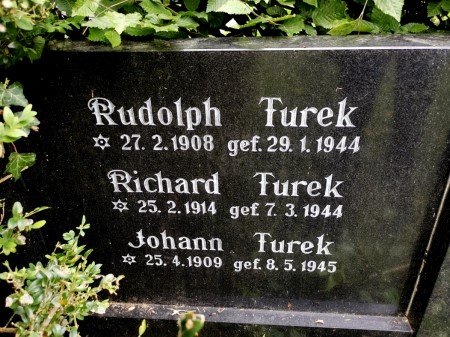 Rudolph Turek
✡ 27. 2. 1908 gef. 29. 1. 1944
Richard Turek
✡ 25. 2. 1914 gef. 7. 3. 1944
Johann Turek
✡ 25. 4. 1909 gef. 8. 5. 1945